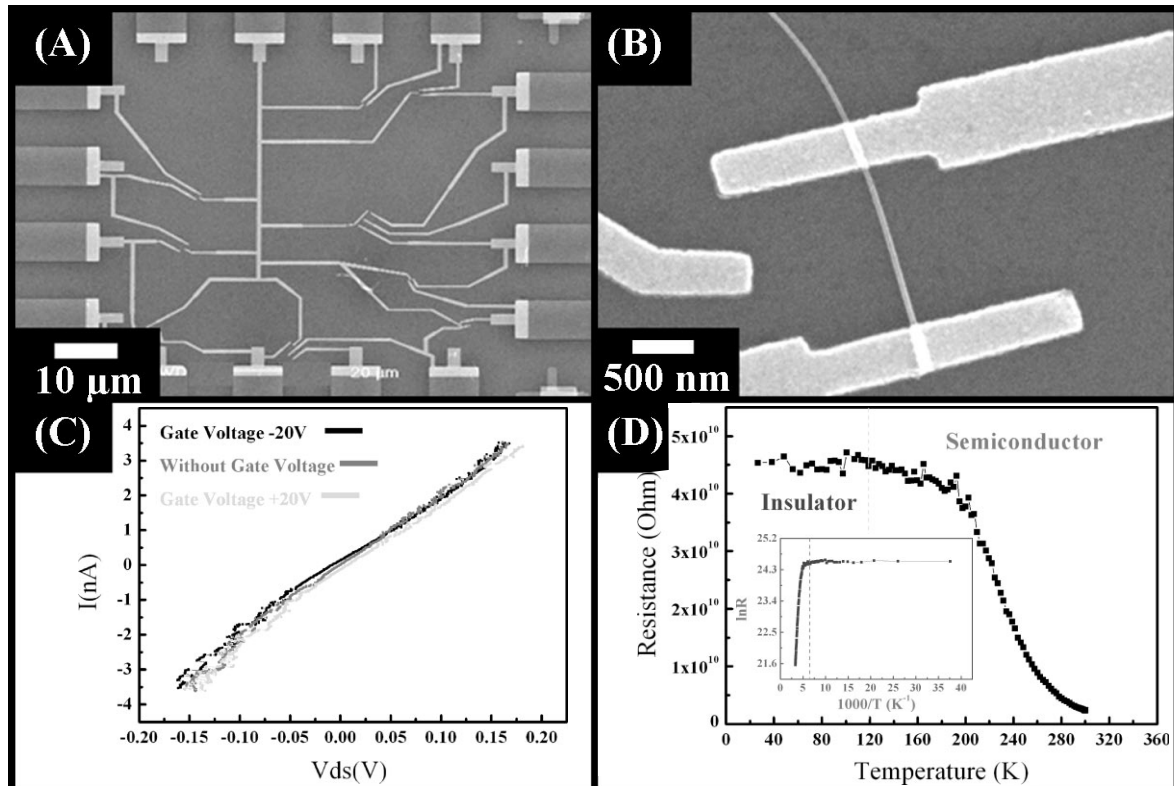 (A)
10 μm
20 μm
(B)
500 nm
(C)
Gate Voltage -20V
Without Gate Voltage
Gate Voltage +20V
I(nA)
4
3
2
1
0
-1
-2
-3
-4
-0.20 -0.15 -0.10 -0.05 0.00 0.05 0.10 0.15 0.20
Vds(V)
(D)
Semiconductor
Insulator
Resistance (Ohm)
5x10¹⁰
4x10¹⁰
3x10¹⁰
2x10¹⁰
1x10¹⁰
0
lnR
25.2
24.3
23.4
22.5
21.6
0 5 10 15 20 25 30 35 40
1000/T (K⁻¹)
0 40 80 120 160 200 240 280 320 360
Temperature (K)